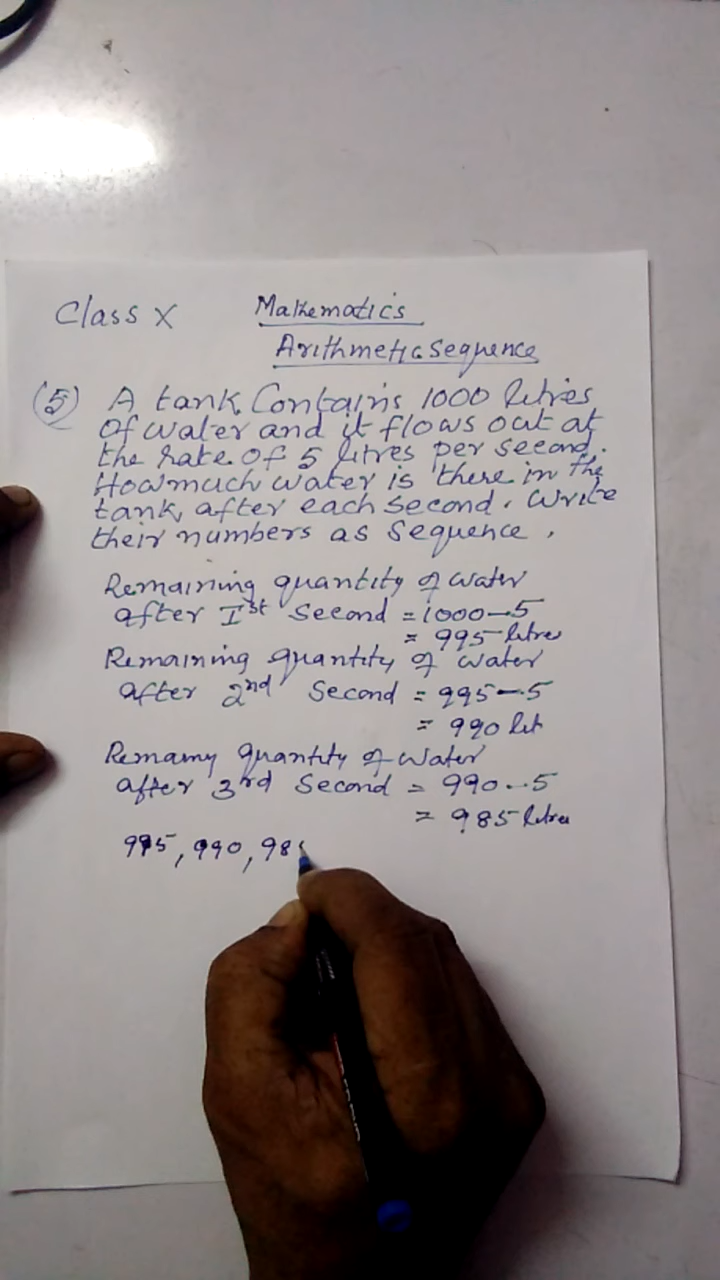 Class X Mathematics
Arithmetic Sequence
(5) A tank Contains 1000 litres
Of water and it flows out at
the rate of 5 litres per second.
How much water is there in the
tank, after each second. Write
their numbers as sequence,
Remaining quantity of water
after Ist Second = 1000-5
= 995 litres
Remaining quantity of water
after 2nd Second = 995-5
= 990 lit
Remainy quantity of Water
after 3rd Second = 990-5
= 985 litres
995, 990, 98